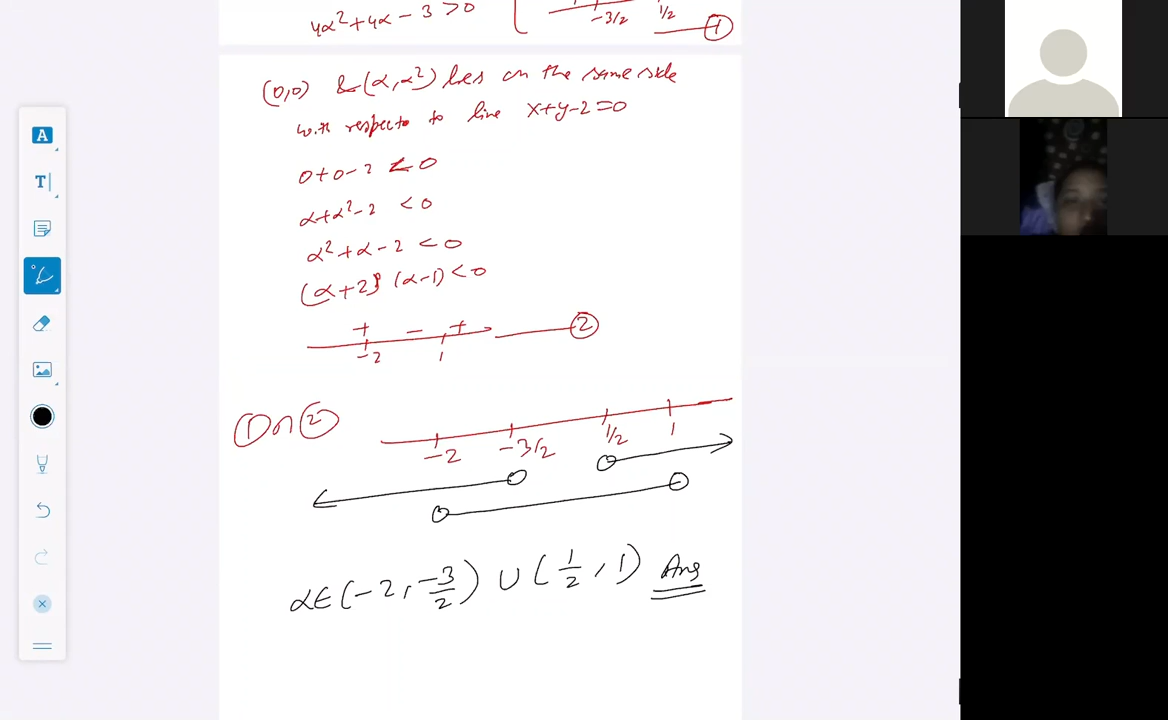 4α²+4α-3>0
-3/2 1/2 ①
(0,0) & (α,α²) lies on the same side
with respecto to line x+y-2=0
0+0-2 < 0
α+α²-2 < 0
α²+α-2 < 0
(α+2) (α-1) < 0
+ - +
-2 1 ②
① ∩ ②
-2 -3/2 1/2 1
α∈(-2, -3/2) ∪ (1/2, 1) Ans
A
T